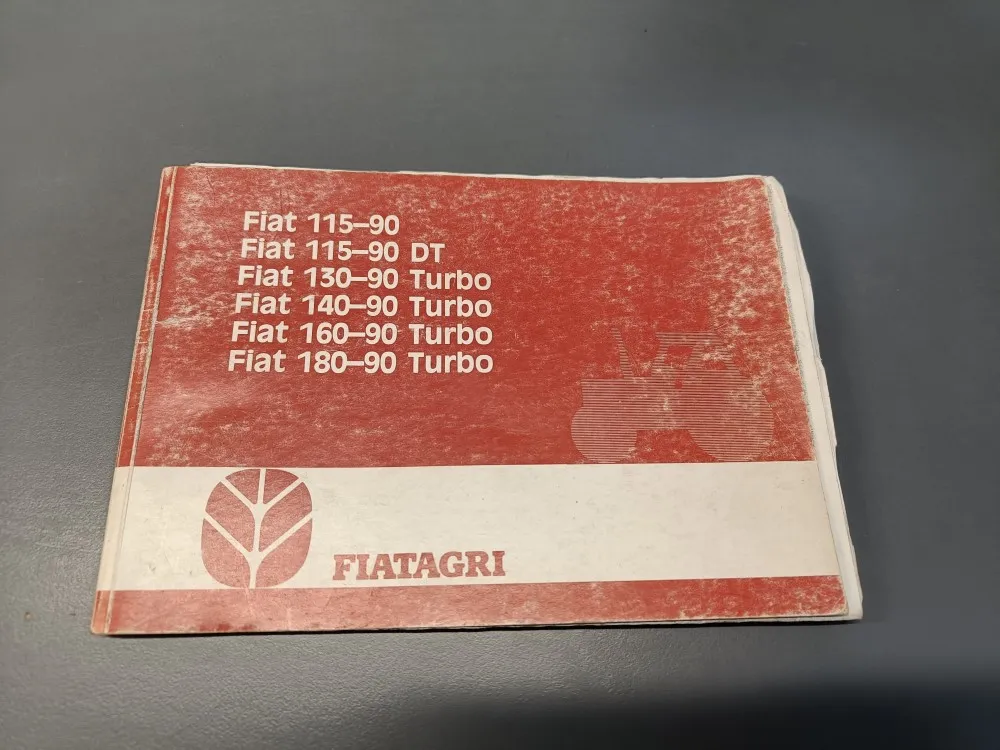 Fiat 115–90
Fiat 115–90 DT
Fiat 130–90 Turbo
Fiat 140–90 Turbo
Fiat 160–90 Turbo
Fiat 180–90 Turbo
FIATAGRI